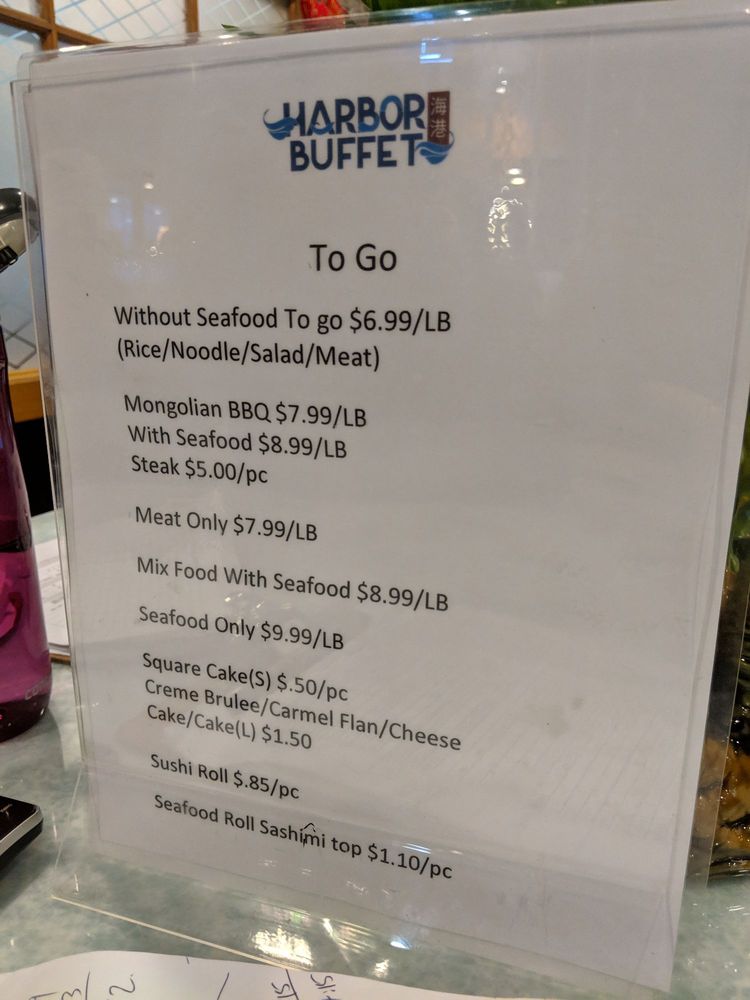 HARBOR 海港
BUFFET
To Go
Without Seafood To go $6.99/LB
(Rice/Noodle/Salad/Meat)
Mongolian BBQ $7.99/LB
With Seafood $8.99/LB
Steak $5.00/pc
Meat Only $7.99/LB
Mix Food With Seafood $8.99/LB
Seafood Only $9.99/LB
Square Cake(S) $.50/pc
Creme Brulee/Carmel Flan/Cheese
Cake/Cake(L) $1.50
Sushi Roll $.85/pc
Seafood Roll Sashimi top $1.10/pc